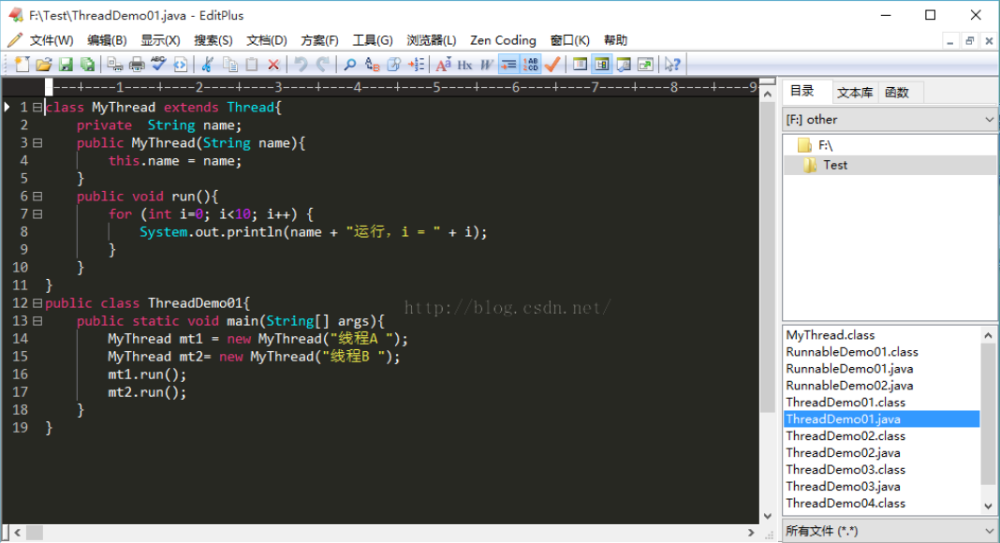 F:\Test\ThreadDemo01.java - EditPlus
文件(W) 编辑(B) 显示(X) 搜索(S) 文档(D) 方案(F) 工具(G) 浏览器(L) Zen Coding 窗口(K) 帮助
----+----1----+----2----+----3----+----4----+----5----+----6----+----7----+----8----+----9
1 class MyThread extends Thread{
2 private  String name;
3 public MyThread(String name){
4 this.name = name;
5 }
6 public void run(){
7 for (int i=0; i<10; i++) {
8 System.out.println(name + "运行，i = " + i);
9 }
10 }
11 }
12 public class ThreadDemo01{
13 public static void main(String[] args){
14 MyThread mt1 = new MyThread("线程A ");
15 MyThread mt2= new MyThread("线程B ");
16 mt1.run();
17 mt2.run();
18 }
19 }
http://blog.csdn.net/
目录 文本库 函数
[F:] other
F:\
Test
MyThread.class
RunnableDemo01.class
RunnableDemo01.java
RunnableDemo02.java
ThreadDemo01.class
ThreadDemo01.java
ThreadDemo02.class
ThreadDemo02.java
ThreadDemo03.class
ThreadDemo03.java
ThreadDemo04.class
所有文件 (*.*)